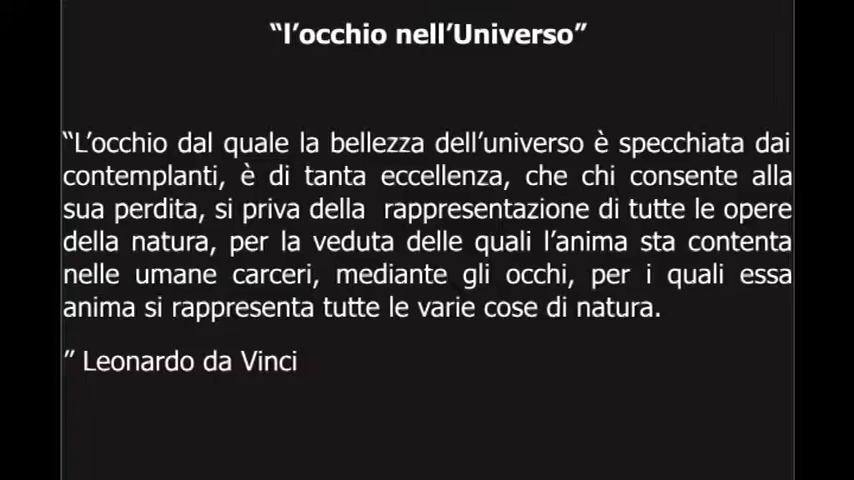 “l’occhio nell’Universo”
“L’occhio dal quale la bellezza dell’universo è specchiata dai
contemplanti, è di tanta eccellenza, che chi consente alla
sua perdita, si priva della rappresentazione di tutte le opere
della natura, per la veduta delle quali l’anima sta contenta
nelle umane carceri, mediante gli occhi, per i quali essa
anima si rappresenta tutte le varie cose di natura.
” Leonardo da Vinci